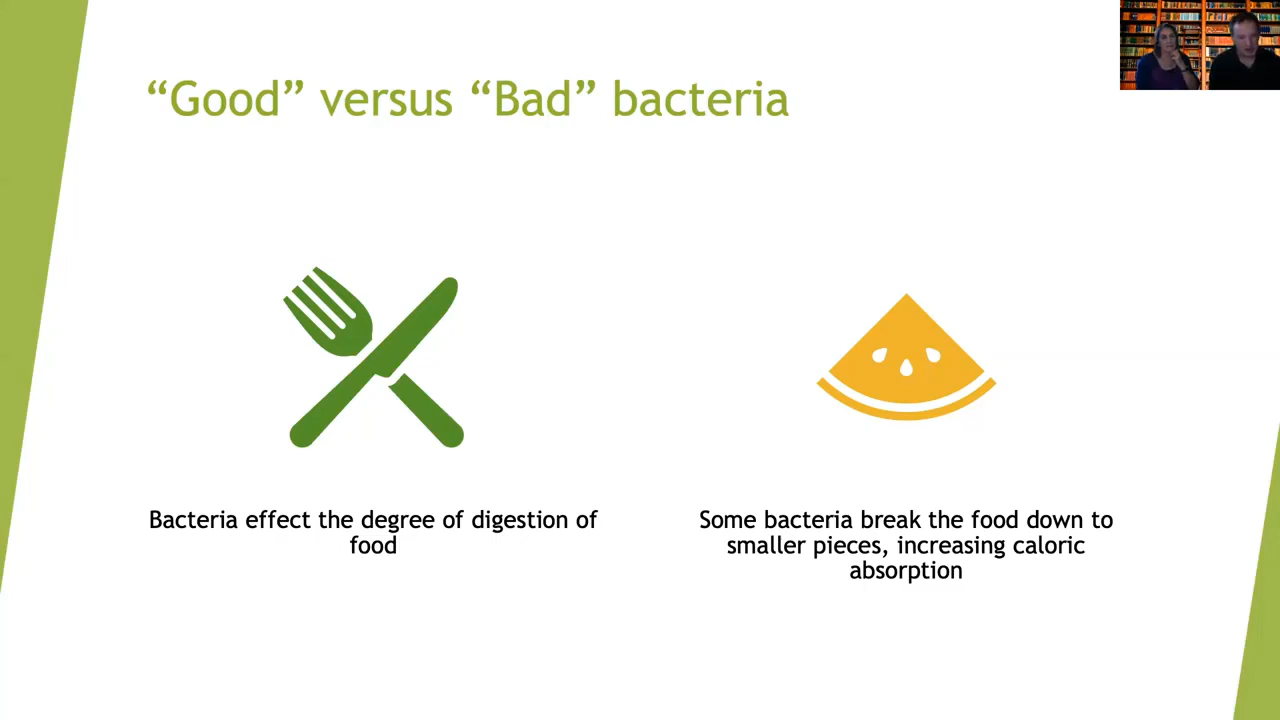 “Good” versus “Bad” bacteria
Bacteria effect the degree of digestion of
food
Some bacteria break the food down to
smaller pieces, increasing caloric
absorption